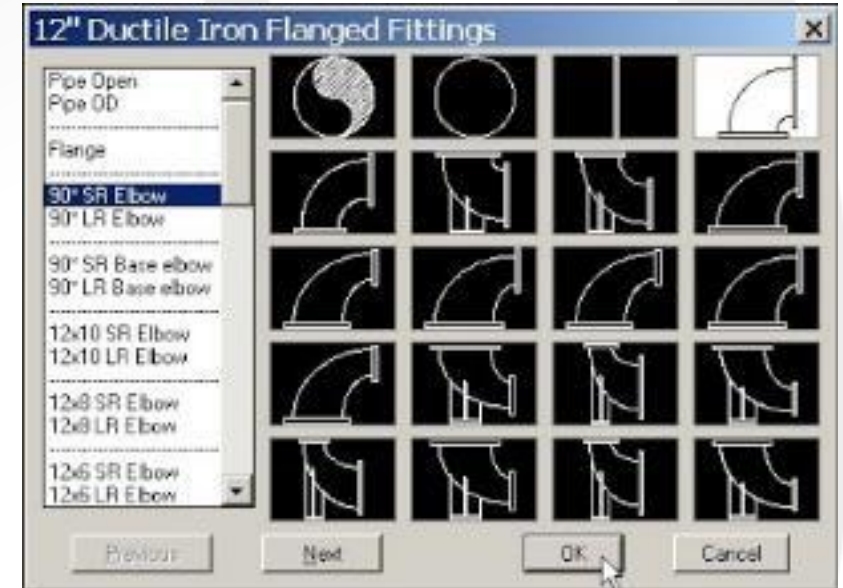 12" Ductile Iron Flanged Fittings
Pipe Open
Pipe OD
Flange
90° SR Elbow
90° LR Elbow
90° SR Base elbow
90° LR Base elbow
12x10 SR Elbow
12x10 LR Elbow
12x8 SR Elbow
12x8 LR Elbow
12x6 SR Elbow
12x6 LR Elbow
Previous
Next
OK
Cancel